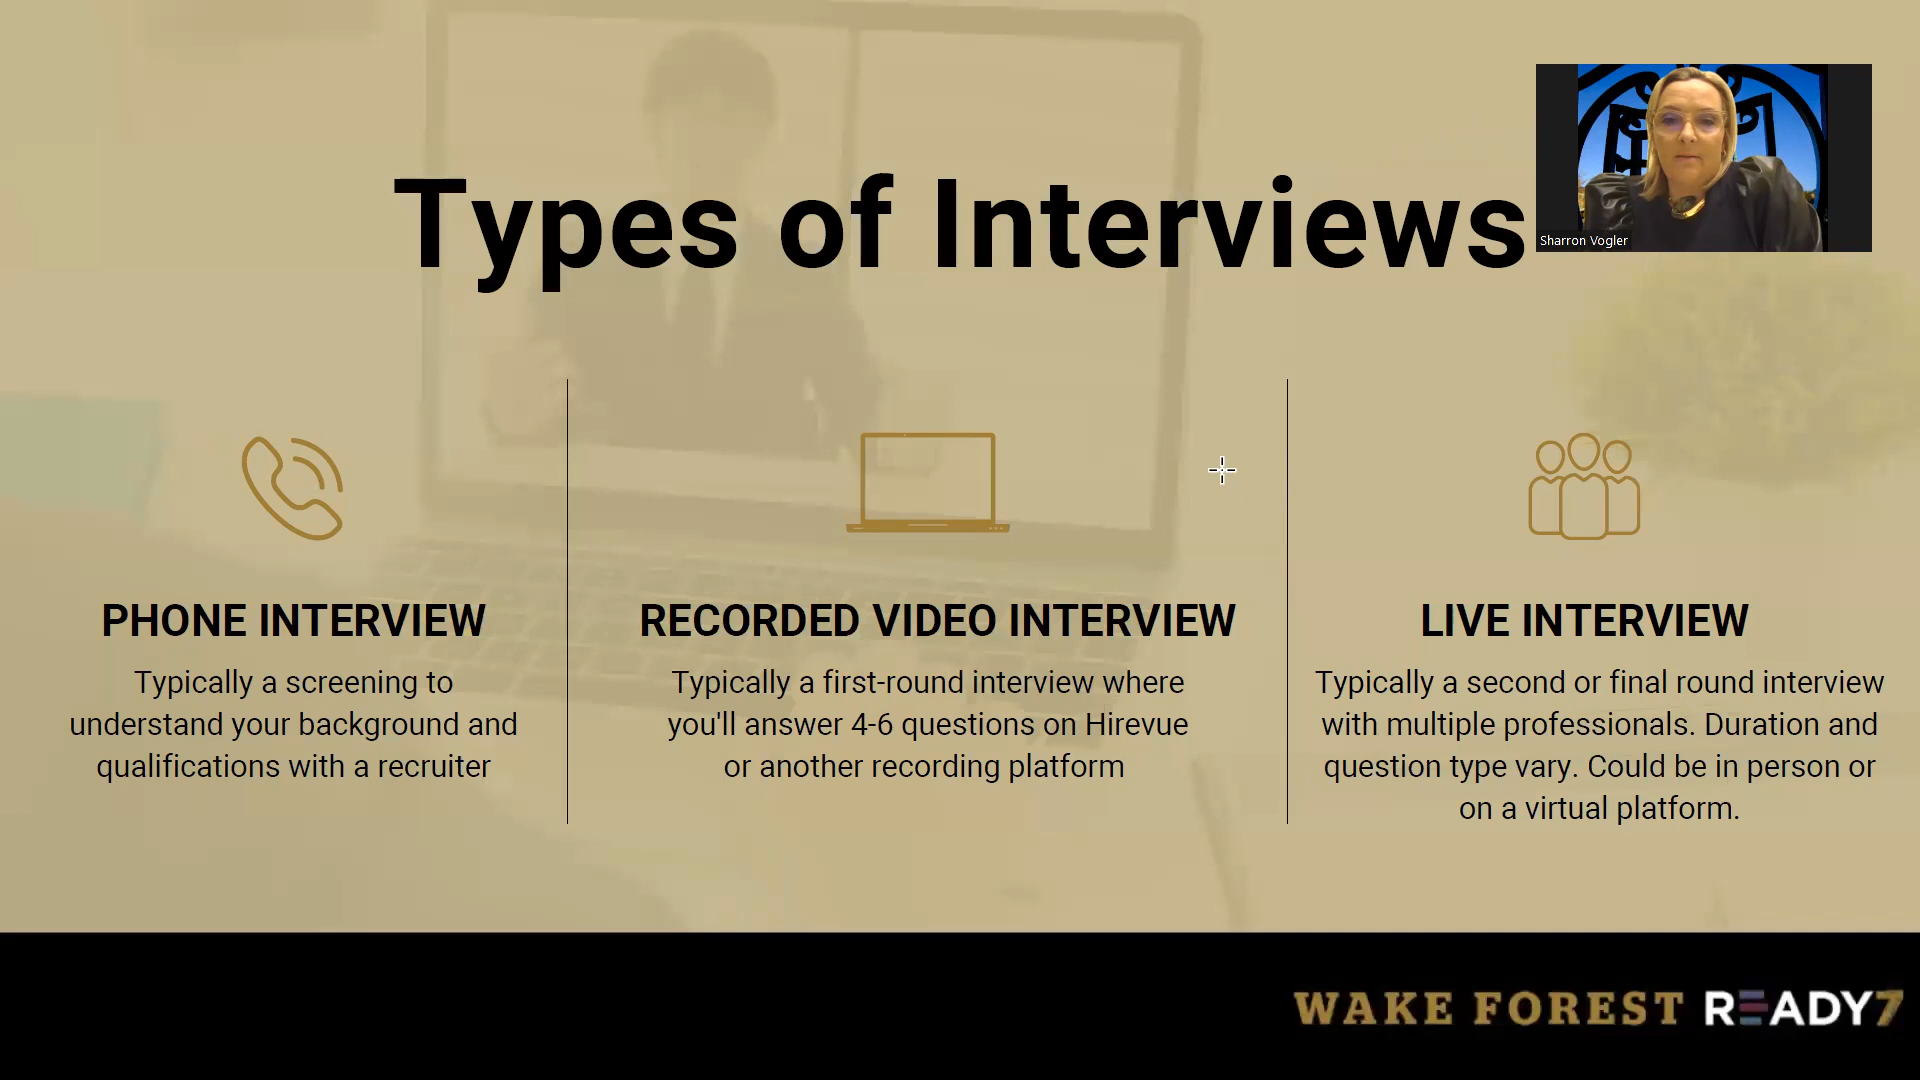 Types of Interviews
Sharron Vogler
PHONE INTERVIEW
Typically a screening to
understand your background and
qualifications with a recruiter
RECORDED VIDEO INTERVIEW
Typically a first-round interview where
you'll answer 4-6 questions on Hirevue
or another recording platform
LIVE INTERVIEW
Typically a second or final round interview
with multiple professionals. Duration and
question type vary. Could be in person or
on a virtual platform.
WAKE FOREST READY7